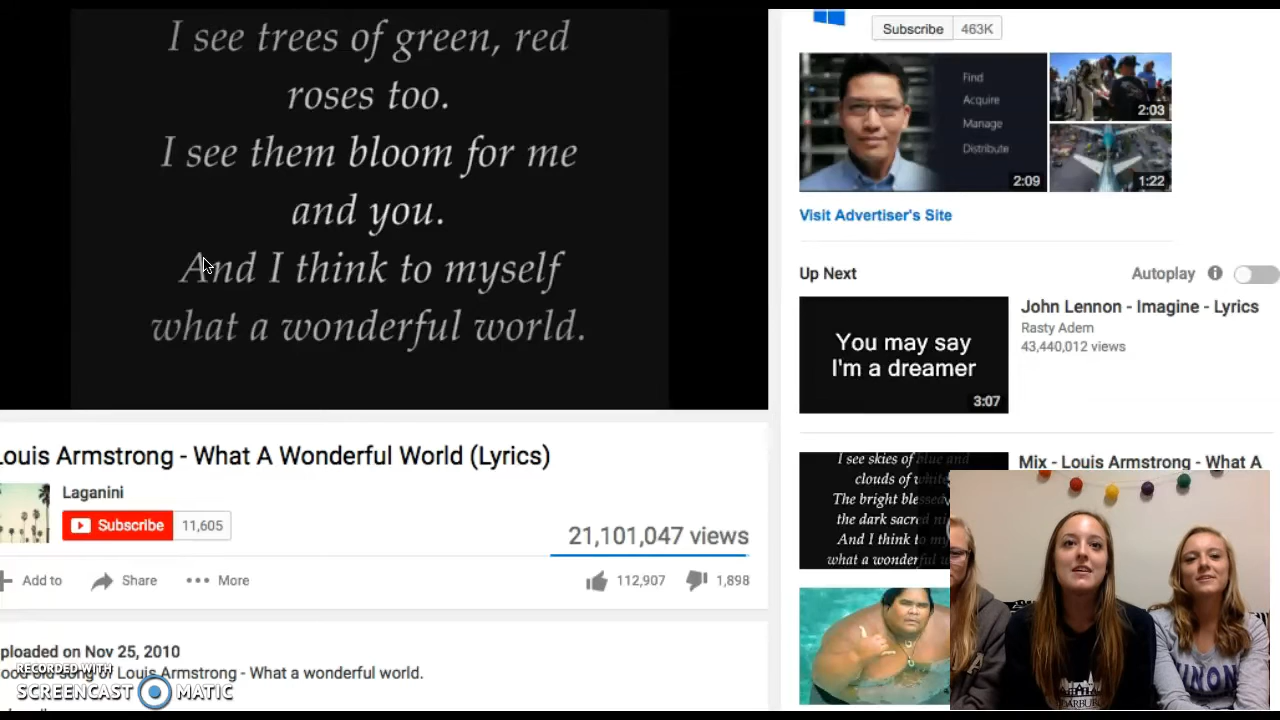 I see trees of green, red
roses too.
I see them bloom for me
and you.
And I think to myself
what a wonderful world.
Louis Armstrong - What A Wonderful World (Lyrics)
Laganini
Subscribe 11,605
21,101,047 views
Add to Share More
112,907 1,898
ploaded on Nov 25, 2010
song of Louis Armstrong - What a wonderful world.
RECORDED WITH
SCREENCAST MATIC
Subscribe 463K
Find
Acquire
Manage
Distribute
2:09
2:03
1:22
Visit Advertiser's Site
Up Next Autoplay
You may say
I'm a dreamer
3:07
John Lennon - Imagine - Lyrics
Rasty Adem
43,440,012 views
I see skies of blue and
clouds of
The bright
the dark sacred
And I think to
what a
Mix - Louis Armstrong - What A